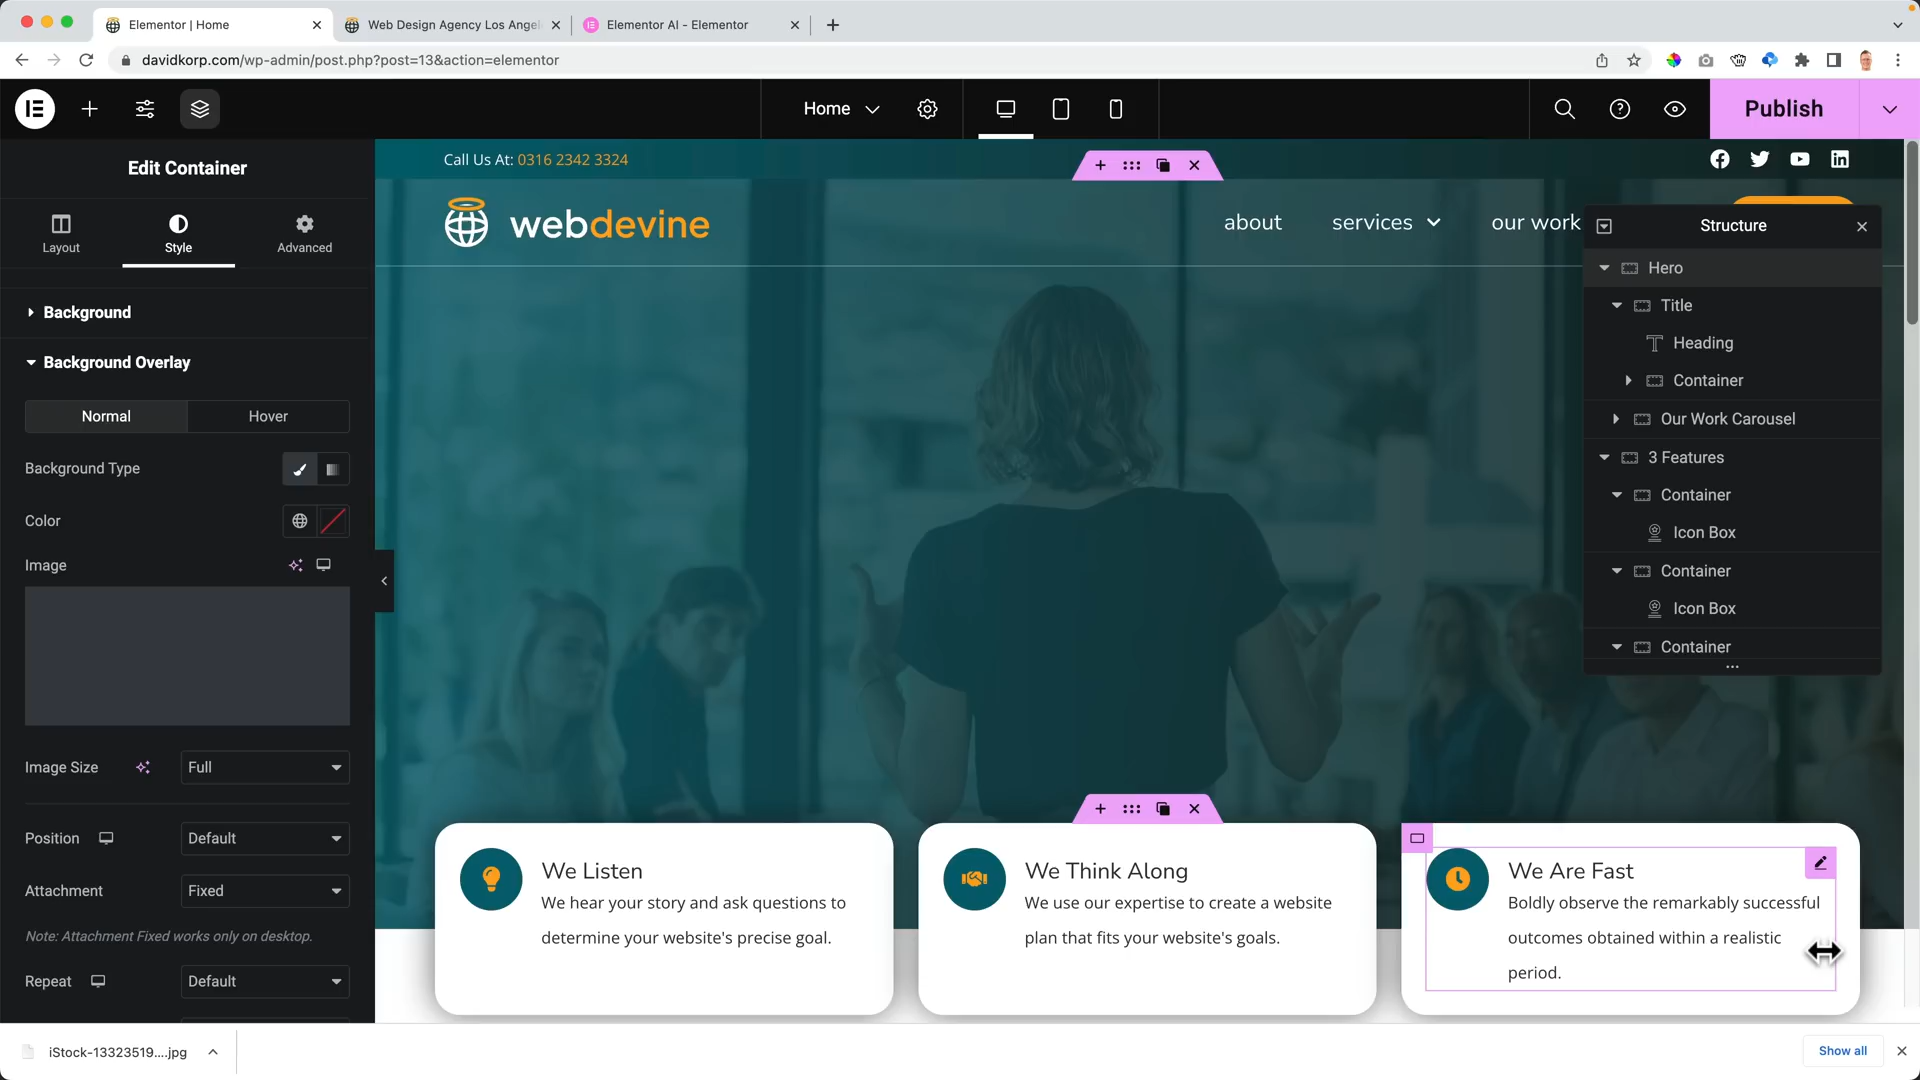 Elementor | Home
Web Design Agency Los Angel
Elementor AI - Elementor
davidkorp.com/wp-admin/post.php?post=13&action=elementor
Home
Publish
Edit Container
Layout
Style
Advanced
Background
Background Overlay
Normal
Hover
Background Type
Color
Image
Image Size
Full
Position
Default
Attachment
Fixed
Note: Attachment Fixed works only on desktop.
Repeat
Default
Call Us At: 0316 2342 3324
webdevine
about
services
our work
Structure
Hero
Title
Heading
Container
Our Work Carousel
3 Features
Container
Icon Box
Container
Icon Box
Container
We Listen
We hear your story and ask questions to
determine your website's precise goal.
We Think Along
We use our expertise to create a website
plan that fits your website's goals.
We Are Fast
Boldly observe the remarkably successful
outcomes obtained within a realistic
period.
iStock-13323519....jpg
Show all